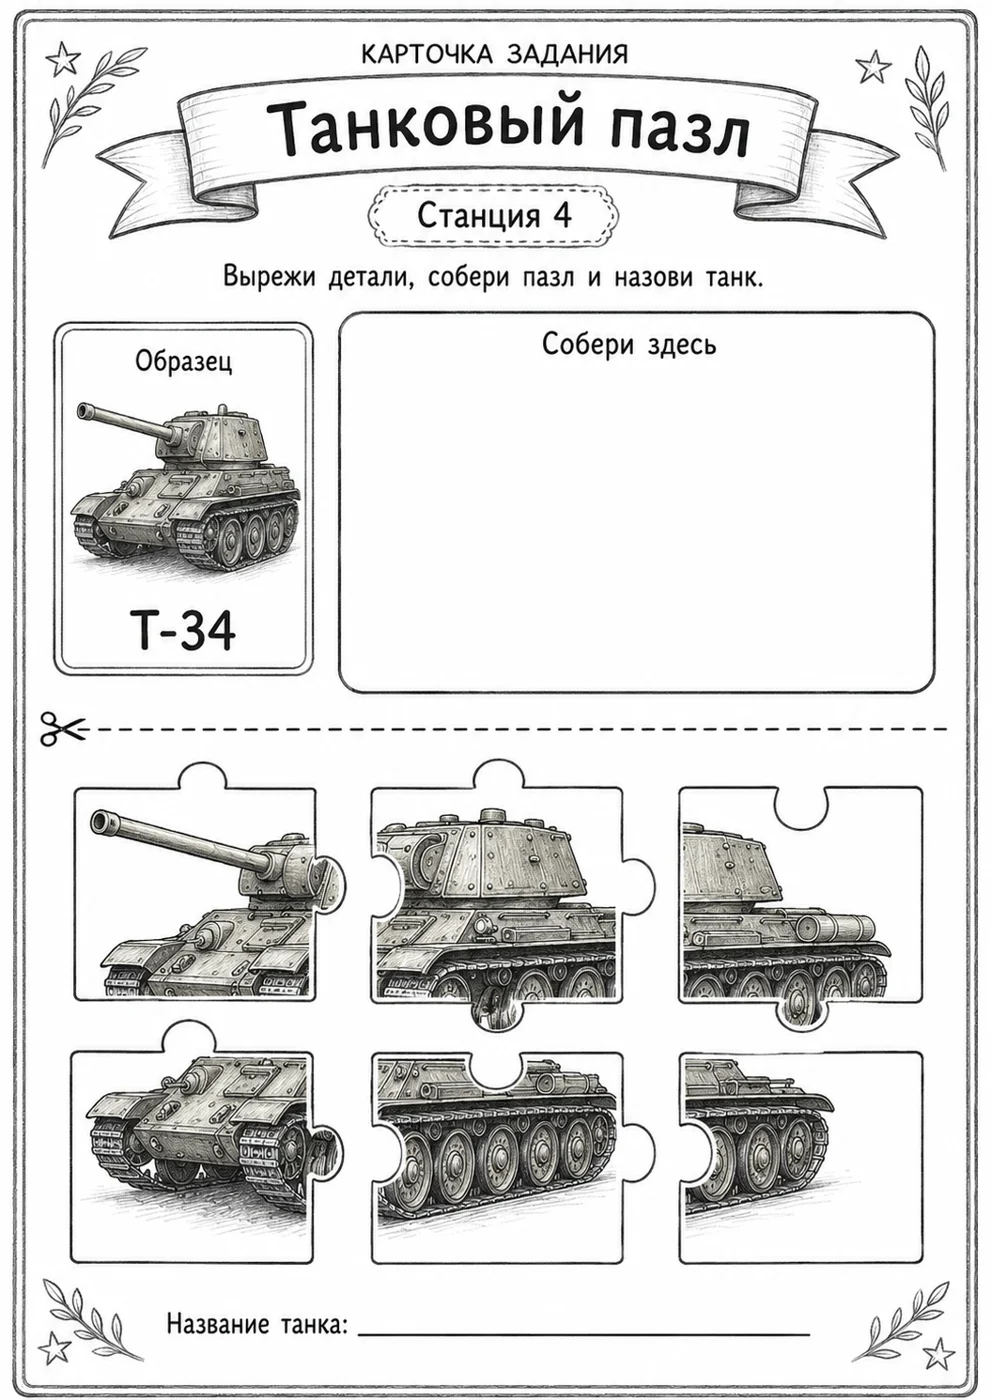 КАРТОЧКА ЗАДАНИЯ
Танковый пазл
Станция 4
Вырежи детали, собери пазл и назови танк.
Образец
Т-34
Собери здесь
Название танка: